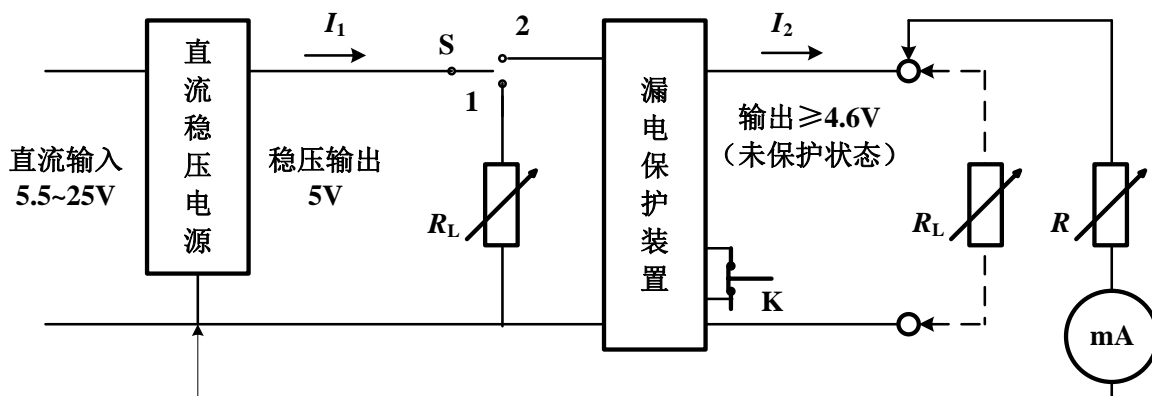 直流稳压电源
I₁
S
2
1
直流输入
5.5~25V
稳压输出
5V
R_L
漏电保护装置
I₂
输出≥4.6V
（未保护状态）
K
R_L
R
mA